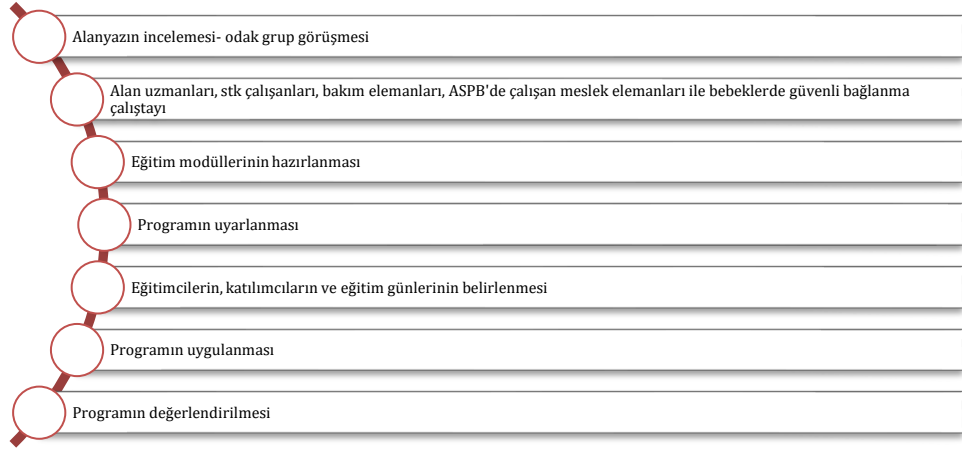 Alanyazın incelemesi- odak grup görüşmesi
Alan uzmanları, stk çalışanları, bakım elemanları, ASPB'de çalışan meslek elemanları ile bebeklerde güvenli bağlanma
çalıştayı
Eğitim modüllerinin hazırlanması
Programın uyarlanması
Eğitimcilerin, katılımcıların ve eğitim günlerinin belirlenmesi
Programın uygulanması
Programın değerlendirilmesi